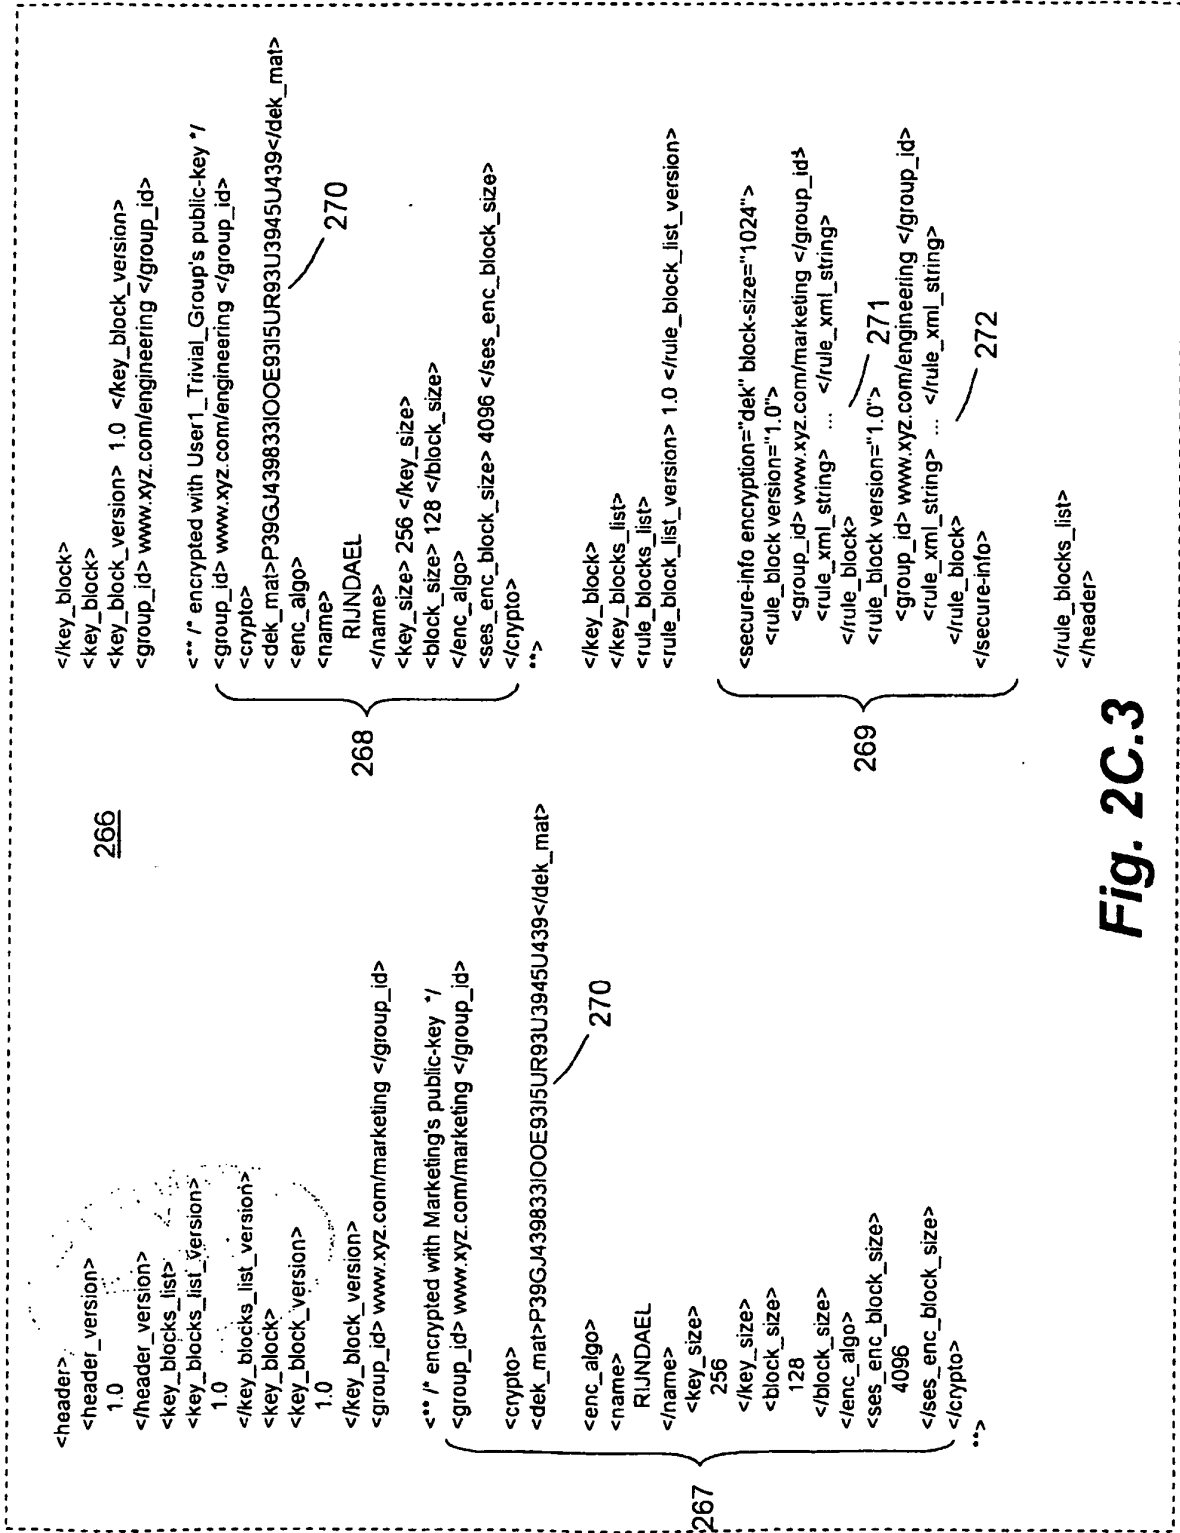 266
<header>
<header_version>
1.0
</header_version>
<key_blocks_list>
<key_blocks_list_version>
1.0
</key_blocks_list_version>
<key_block>
<key_block_version>
1.0
</key_block_version>
<group_id> www.xyz.com/marketing </group_id>
<** /* encrypted with Marketing's public-key */
<group_id> www.xyz.com/marketing </group_id>
<crypto>
<dek_mat>P39GJ439833IOOE93I5UR93U3945U439</dek_mat>
270
<enc_algo>
<name>
RIJNDAEL
</name>
<key_size>
256
</key_size>
<block_size>
128
</block_size>
</enc_algo>
<ses_enc_block_size>
4096
</ses_enc_block_size>
</crypto>
**>
267
</key_block>
<key_block>
<key_block_version> 1.0 </key_block_version>
<group_id> www.xyz.com/engineering </group_id>
<** /* encrypted with User1_Trivial_Group's public-key */
<group_id> www.xyz.com/engineering </group_id>
<crypto>
<dek_mat>P39GJ439833IOOE93I5UR93U3945U439</dek_mat>
<enc_algo>
270
<name>
RIJNDAEL
</name>
<key_size> 256 </key_size>
<block_size> 128 </block_size>
</enc_algo>
<ses_enc_block_size> 4096 </ses_enc_block_size>
</crypto>
**>
268
</key_block>
</key_blocks_list>
<rule_blocks_list>
<rule_block_list_version> 1.0 </rule_block_list_version>
<secure-info encryption="dek" block-size="1024">
<rule_block version="1.0">
<group_id> www.xyz.com/marketing </group_id>
<rule_xml_string> ... </rule_xml_string>
</rule_block>
271
<rule_block version="1.0">
<group_id> www.xyz.com/engineering </group_id>
<rule_xml_string> ... </rule_xml_string>
</rule_block>
272
</secure-info>
269
</rule_blocks_list>
</header>
Fig. 2C.3